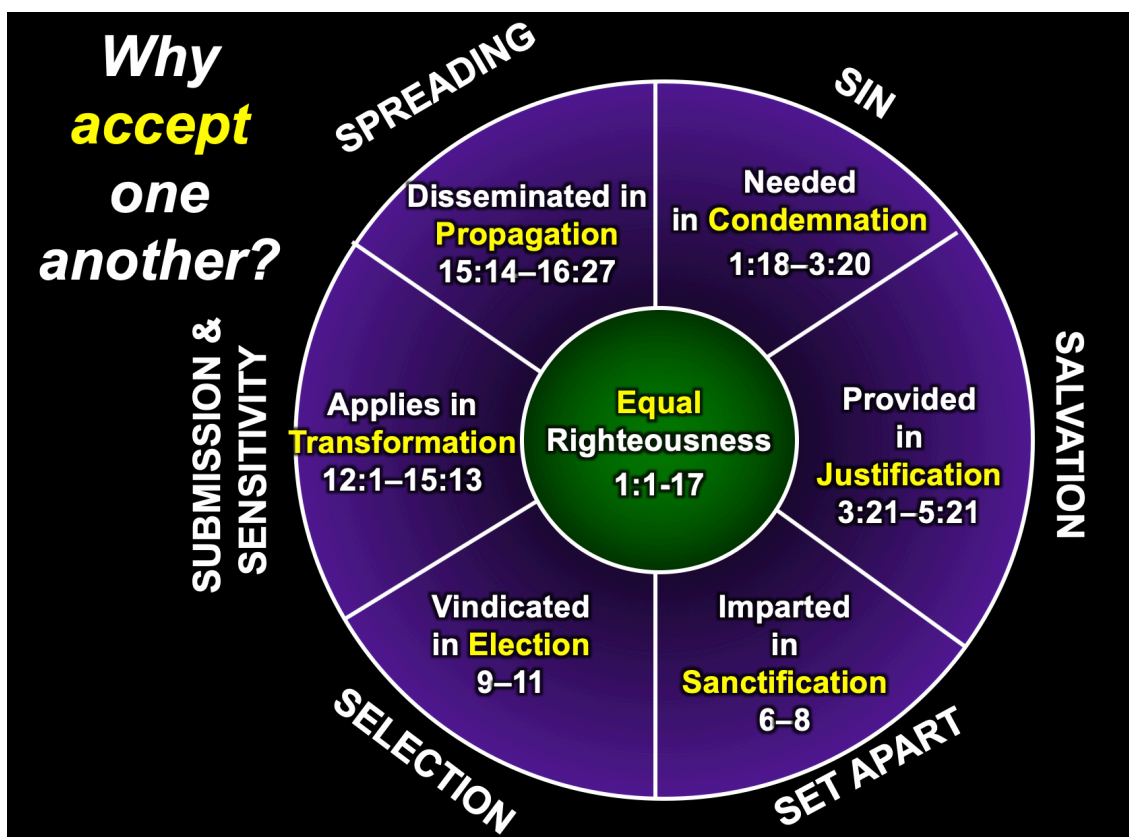 Why
accept
one
another?
SPREADING
SIN
SALVATION
SET APART
SELECTION
SUBMISSION &
SENSITIVITY
Needed
in Condemnation
1:18–3:20
Provided
in
Justification
3:21–5:21
Imparted
in
Sanctification
6–8
Vindicated
in Election
9–11
Applies in
Transformation
12:1–15:13
Disseminated in
Propagation
15:14–16:27
Equal
Righteousness
1:1-17